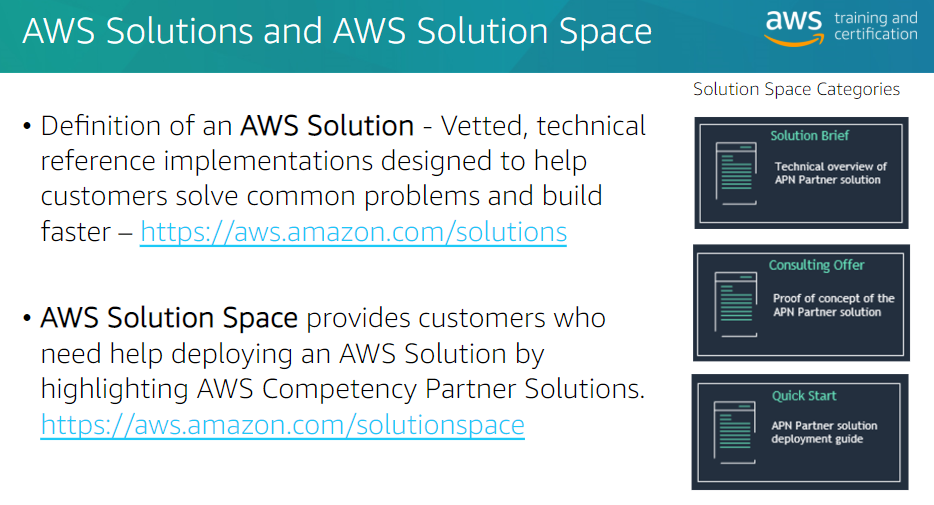 AWS Solutions and AWS Solution Space
aws training and
certification
Solution Space Categories
• Definition of an AWS Solution - Vetted, technical
reference implementations designed to help
customers solve common problems and build
faster – https://aws.amazon.com/solutions
• AWS Solution Space provides customers who
need help deploying an AWS Solution by
highlighting AWS Competency Partner Solutions.
https://aws.amazon.com/solutionspace
Solution Brief
Technical overview of
APN Partner solution
Consulting Offer
Proof of concept of the
APN Partner solution
Quick Start
APN Partner solution
deployment guide